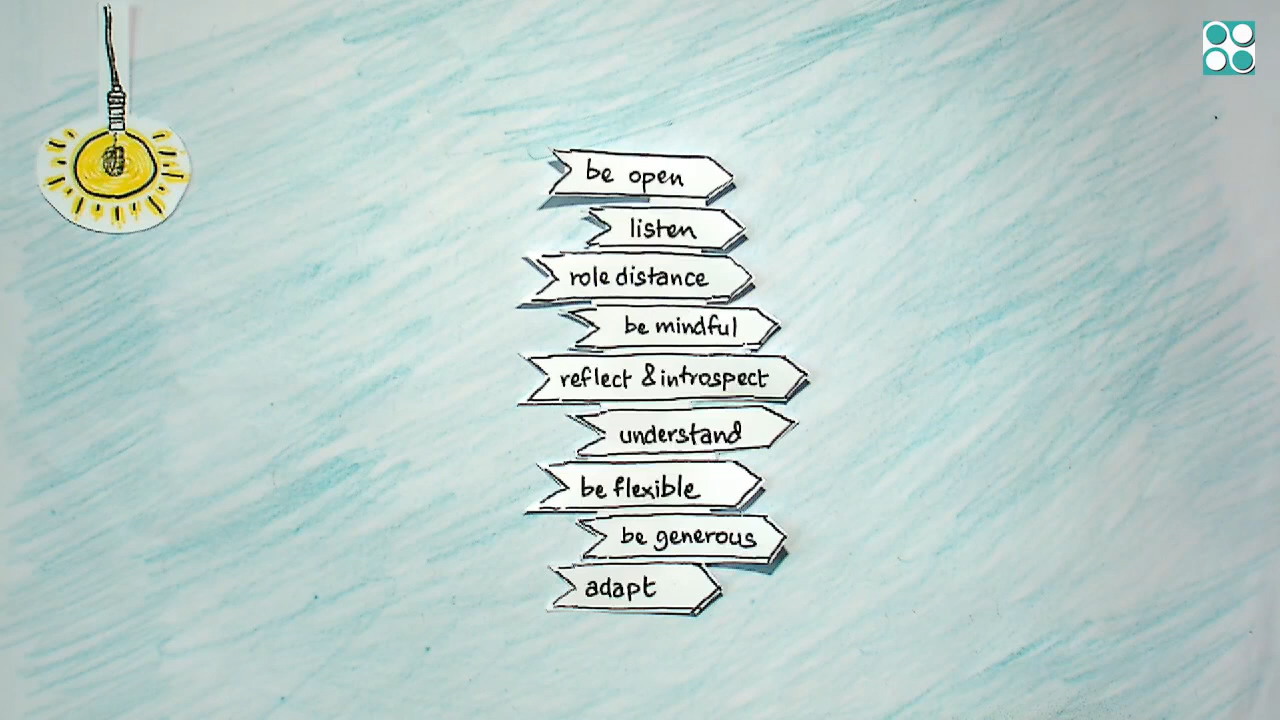 be open
listen
role distance
be mindful
reflect & introspect
understand
be flexible
be generous
adapt